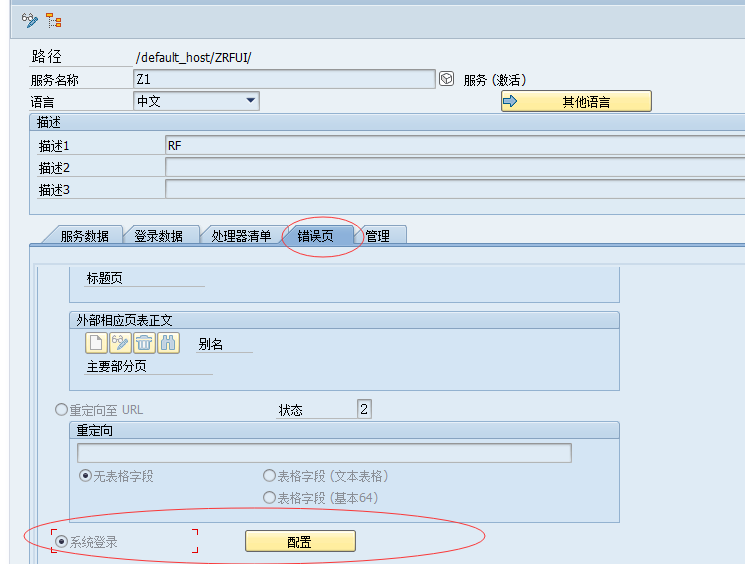 路径 /default_host/ZRFUI/
服务名称 Z1 服务 (激活)
语言 中文 其他语言
描述
描述1 RF
描述2
描述3
服务数据 登录数据 处理器清单 错误页 管理
标题页
外部相应页表正文
别名
主要部分页
重定向至 URL 状态 2
重定向
无表格字段 表格字段 (文本表格)
表格字段 (基本64)
系统登录 配置